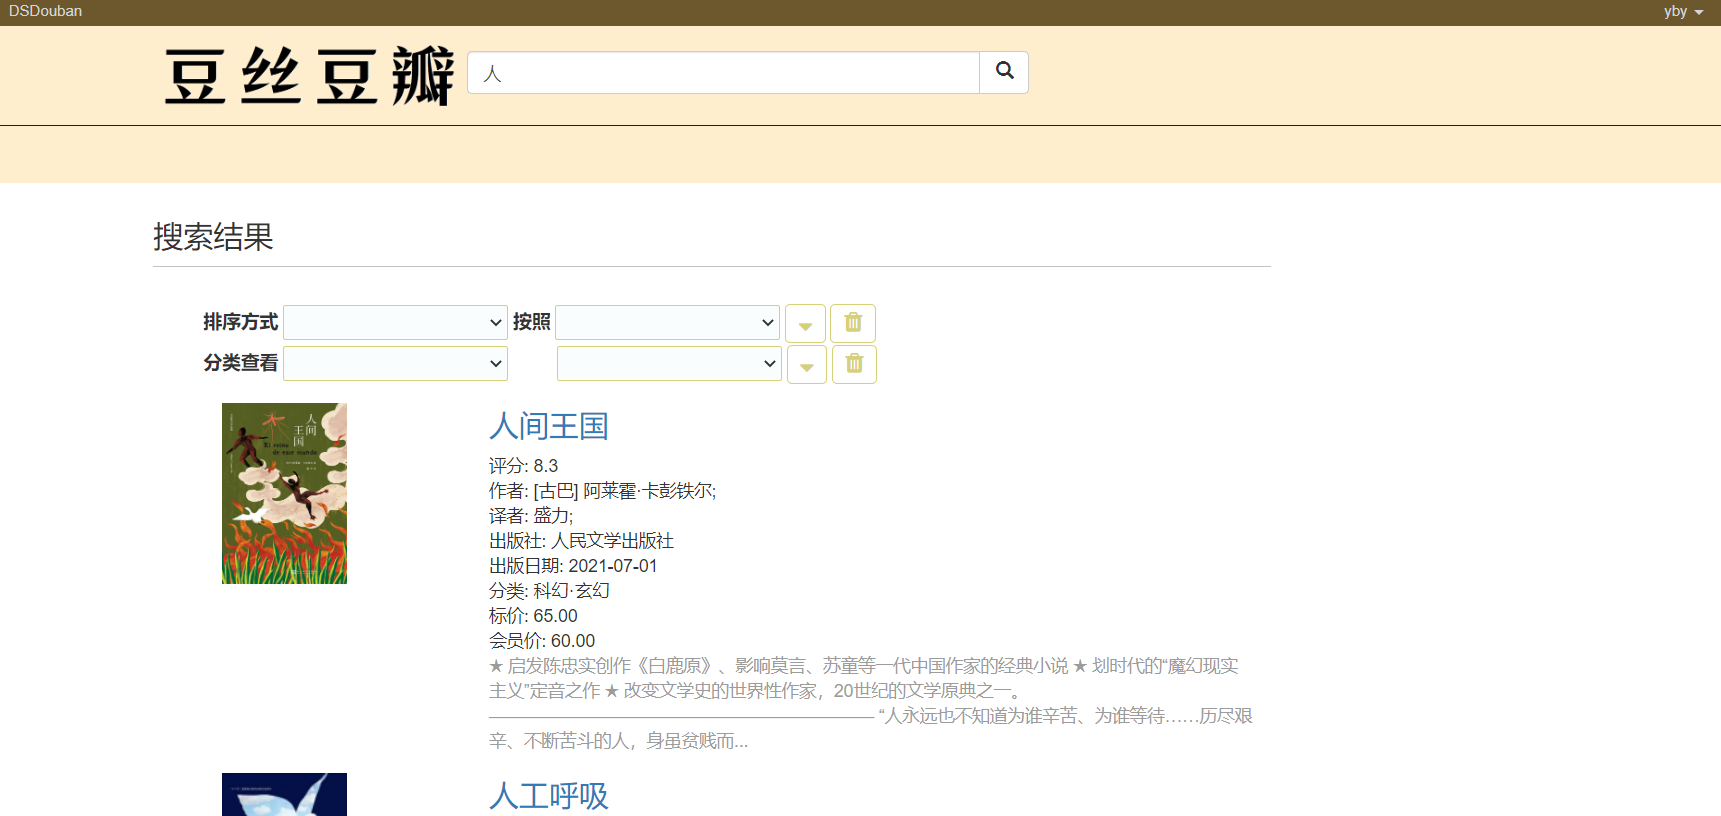 DSDouban
yby
豆丝豆瓣
人
搜索结果
排序方式 按照
分类查看
人间王国
El reino de este mundo
人间王国
评分: 8.3
作者: [古巴] 阿莱霍·卡彭铁尔;
译者: 盛力;
出版社: 人民文学出版社
出版日期: 2021-07-01
分类: 科幻·玄幻
标价: 65.00
会员价: 60.00
★ 启发陈忠实创作《白鹿原》、影响莫言、苏童等一代中国作家的经典小说 ★ 划时代的“魔幻现实
主义”定音之作 ★ 改变文学史的世界性作家，20世纪的文学原典之一。
—————————————————————— “人永远也不知道为谁辛苦、为谁等待……历尽艰
辛、不断苦斗的人，身虽贫贱而...
人工呼吸